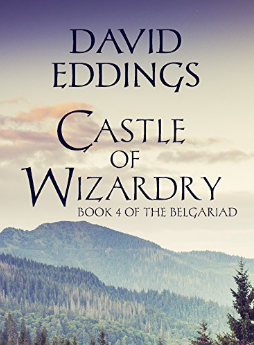 DAVID
EDDINGS
CASTLE
OF
WIZARDRY
BOOK 4 OF THE BELGARIAD